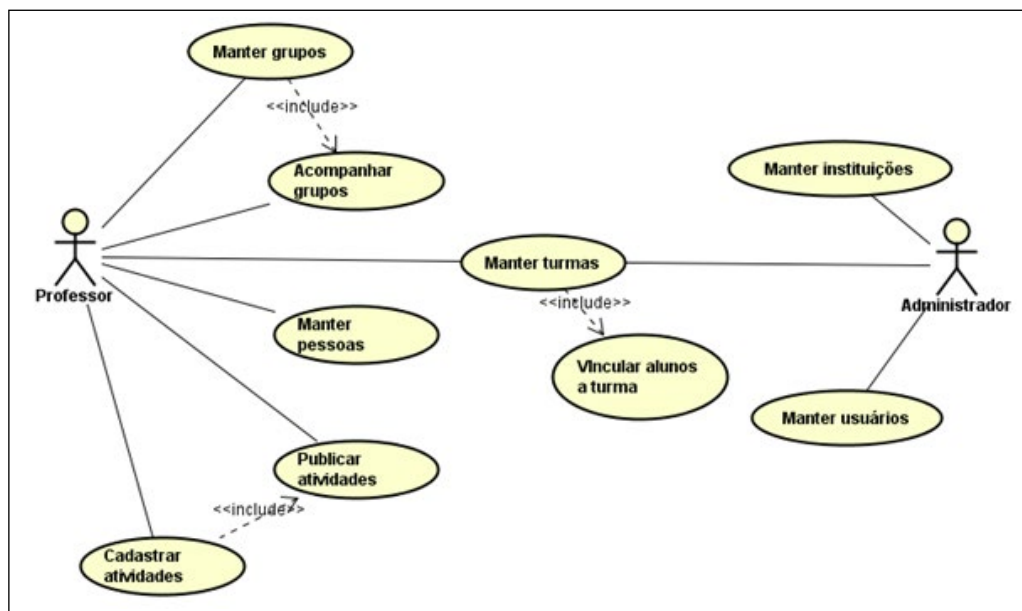 Manter grupos
<<include>>
Acompanhar
grupos
Manter instituições
Professor
Manter turmas
Administrador
<<include>>
Manter
pessoas
VIncular alunos
a turma
Manter usuários
Publicar
atividades
<<include>>
Cadastrar
atividades